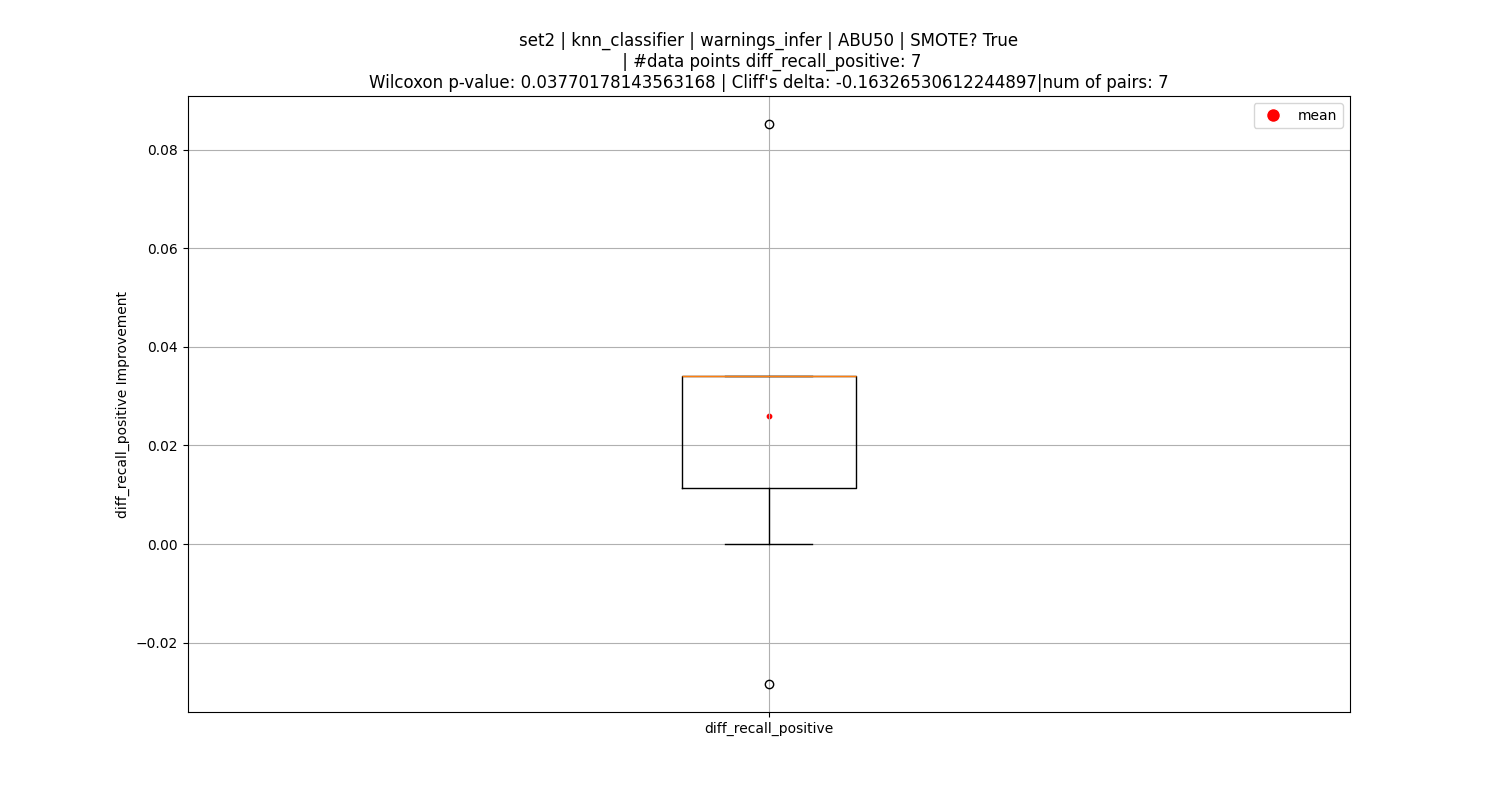 set2 | knn_classifier | warnings_infer | ABU50 | SMOTE? True
| #data points diff_recall_positive: 7
Wilcoxon p-value: 0.03770178143563168 | Cliff's delta: -0.16326530612244897|num of pairs: 7
mean
0.08
0.06
0.04
0.02
0.00
−0.02
diff_recall_positive Improvement
diff_recall_positive